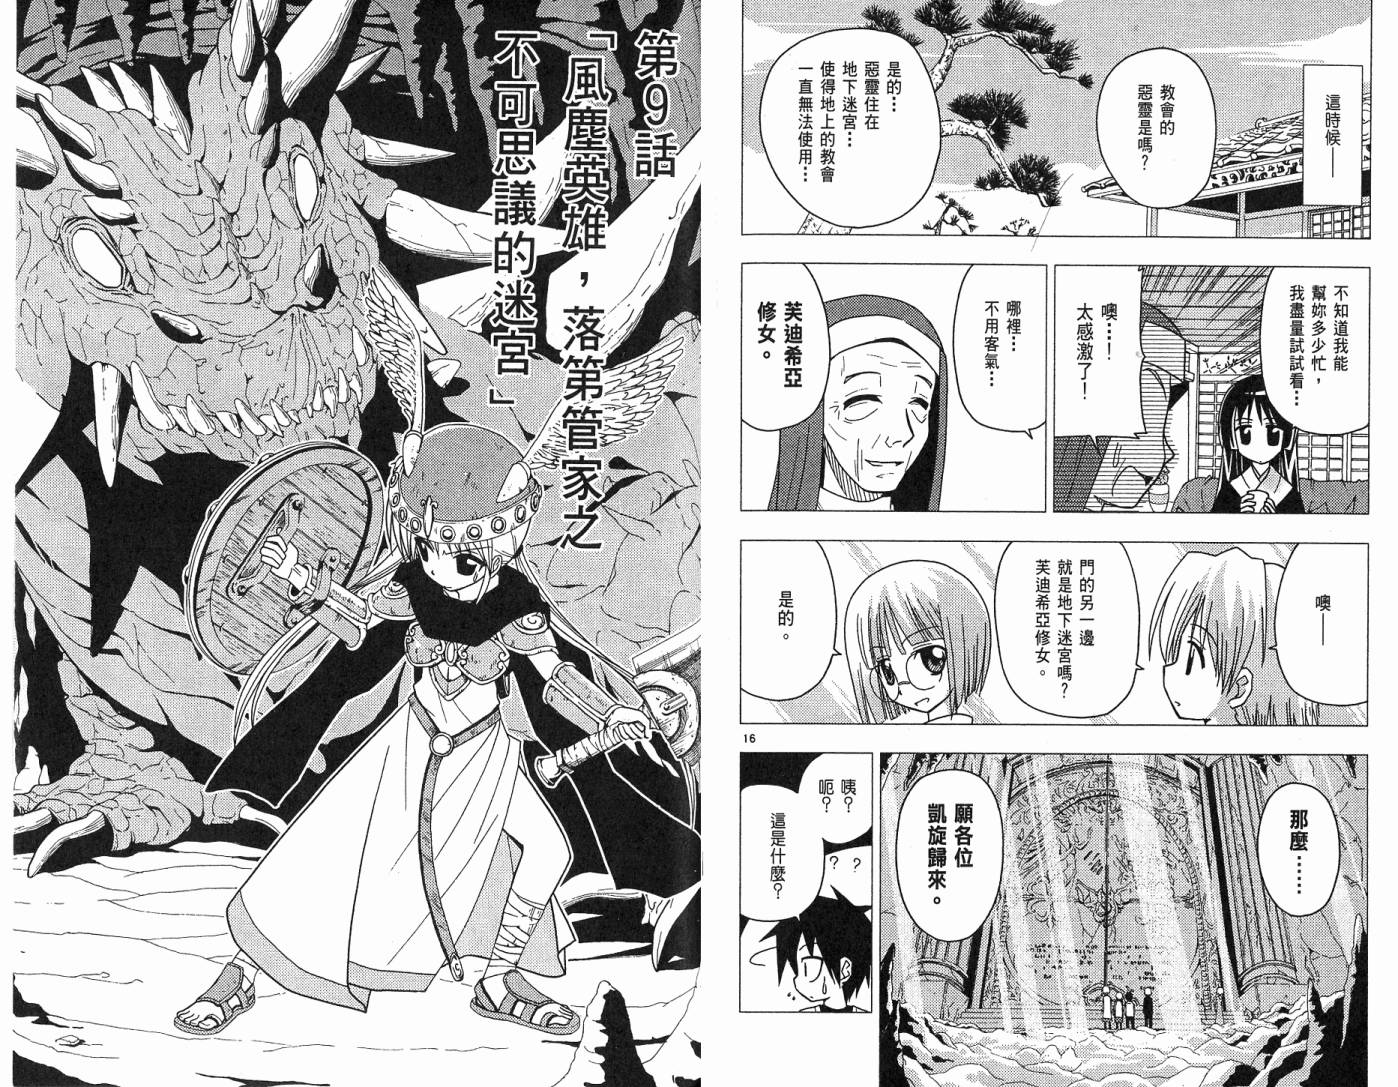 這時候——
教會的
惡靈是嗎?
是的…
惡靈住在
地下迷宮…
使得地上的教會
一直無法使用…
不知道我能
幫妳多少忙，
我盡量試試看…
噢…！
太感激了！
哪裡…
不用客氣…
芙迪希亞
修女。
噢——
門的另一邊
就是地下迷宮嗎?
芙迪希亞修女。
是的。
16
那麼……
願各位
凱旋歸來。
咦?
呃?
? ?
這是什麼?
第9話
「風塵英雄，落第管家之
不可思議的迷宮」